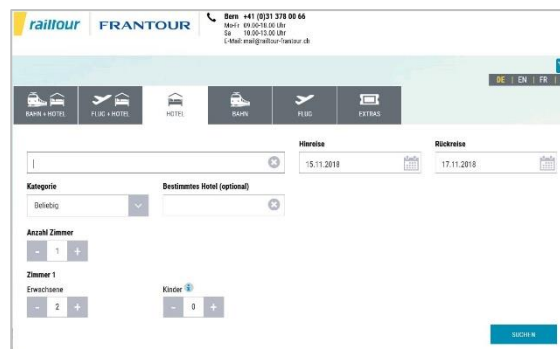 railtour FRANTOUR
Bern +41 (0)31 378 00 66
Mo-Fr 09.00-18.00 Uhr
Sa 10.00-13.00 Uhr
E-Mail: mail@railtour-frantour.ch
DE | EN | FR |
BAHN + HOTEL FLUG + HOTEL HOTEL BAHN FLUG EXTRAS
Hinreise Rückreise
15.11.2018 17.11.2018
Kategorie Bestimmtes Hotel (optional)
Beliebig
Anzahl Zimmer
- 1 +
Zimmer 1
Erwachsene Kinder i
- 2 + - 0 +
SUCHEN